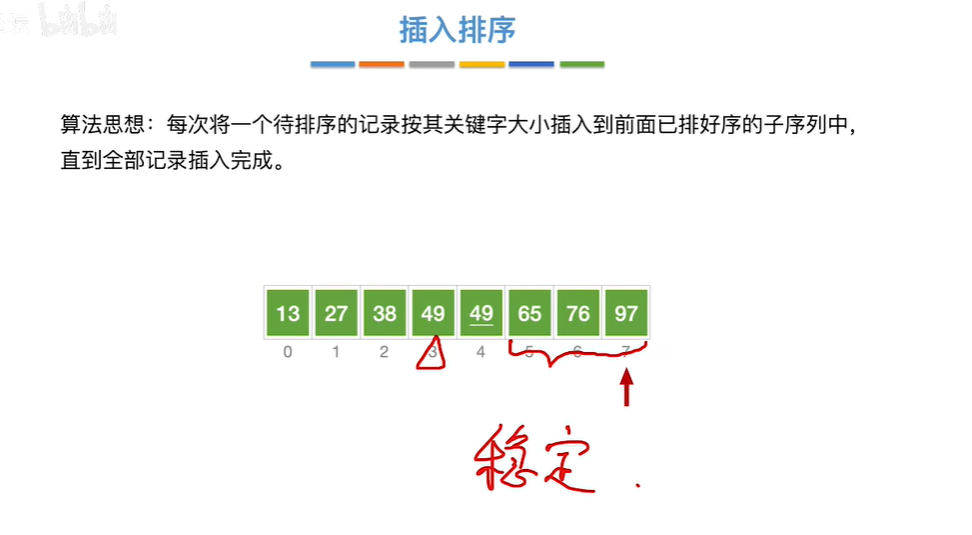 bilibili
插入排序
算法思想：每次将一个待排序的记录按其关键字大小插入到前面已排好序的子序列中，
直到全部记录插入完成。
13 27 38 49 49 65 76 97
0 1 2 3 4 5 6 7
稳定.